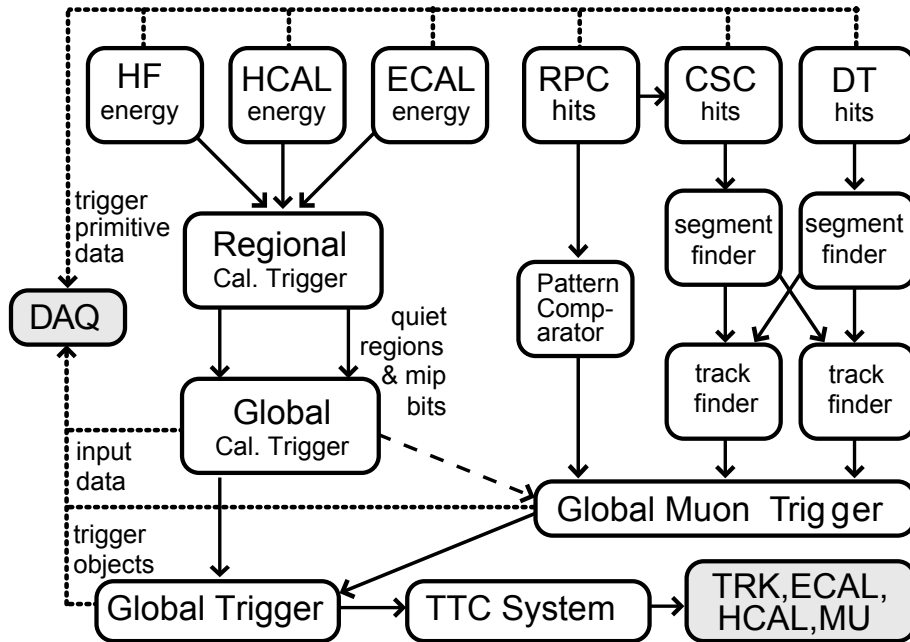 HF
energy
HCAL
energy
ECAL
energy
RPC
hits
CSC
hits
DT
hits
trigger
primitive
data
Regional
Cal. Trigger
segment
finder
segment
finder
DAQ
Pattern
Comp-
arator
quiet
regions
& mip
bits
track
finder
track
finder
Global
Cal. Trigger
input
data
Global Muon Trigger
trigger
objects
Global Trigger
TTC System
TRK,ECAL,
HCAL,MU